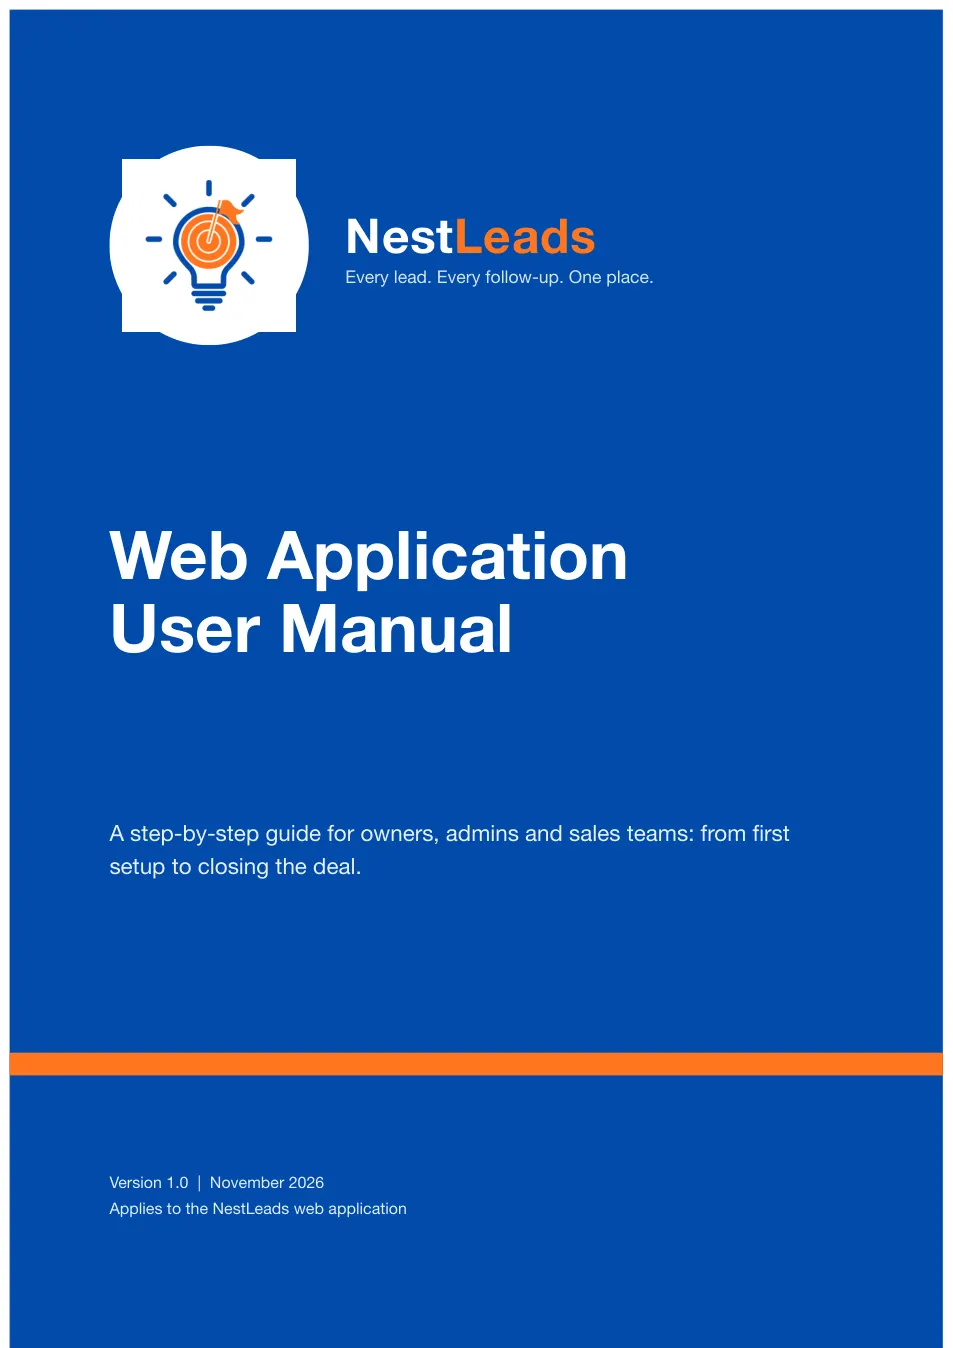 NestLeads
Every lead. Every follow-up. One place.
Web Application
User Manual
A step-by-step guide for owners, admins and sales teams: from first
setup to closing the deal.
Version 1.0 | November 2026
Applies to the NestLeads web application